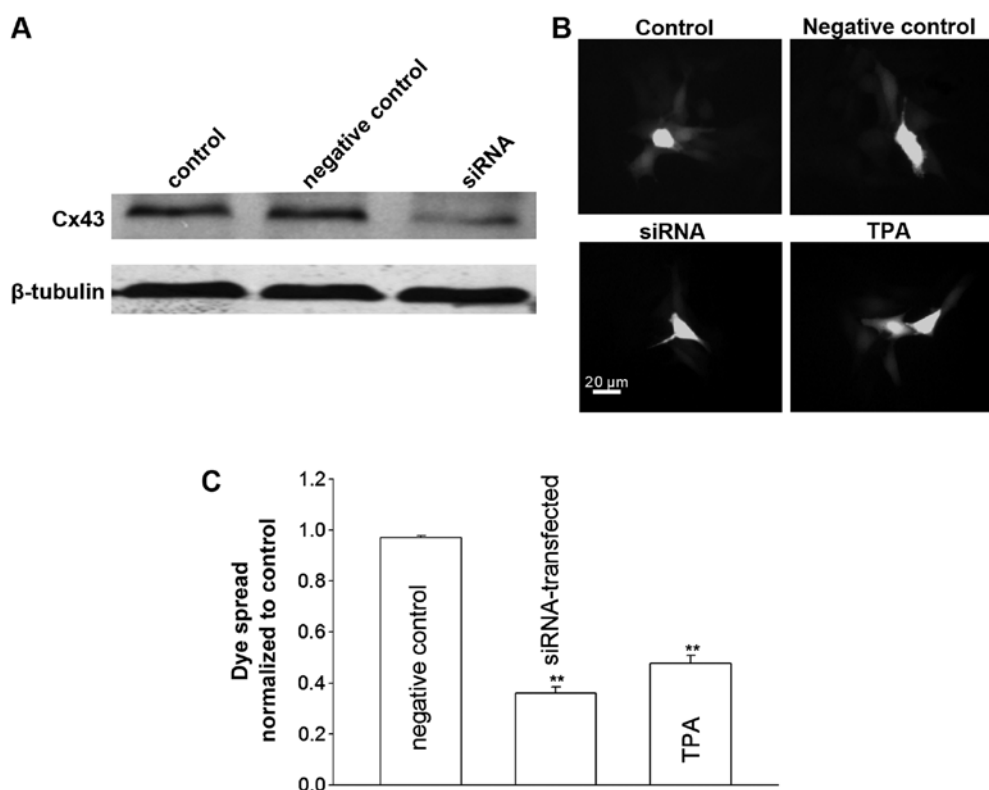 A
control
negative control
siRNA
Cx43
β-tubulin
B
Control
Negative control
siRNA
TPA
20 µm
C
Dye spread
normalized to control
1.2
1.0
0.8
0.6
0.4
0.2
0.0
negative control
siRNA-transfected
**
**
TPA